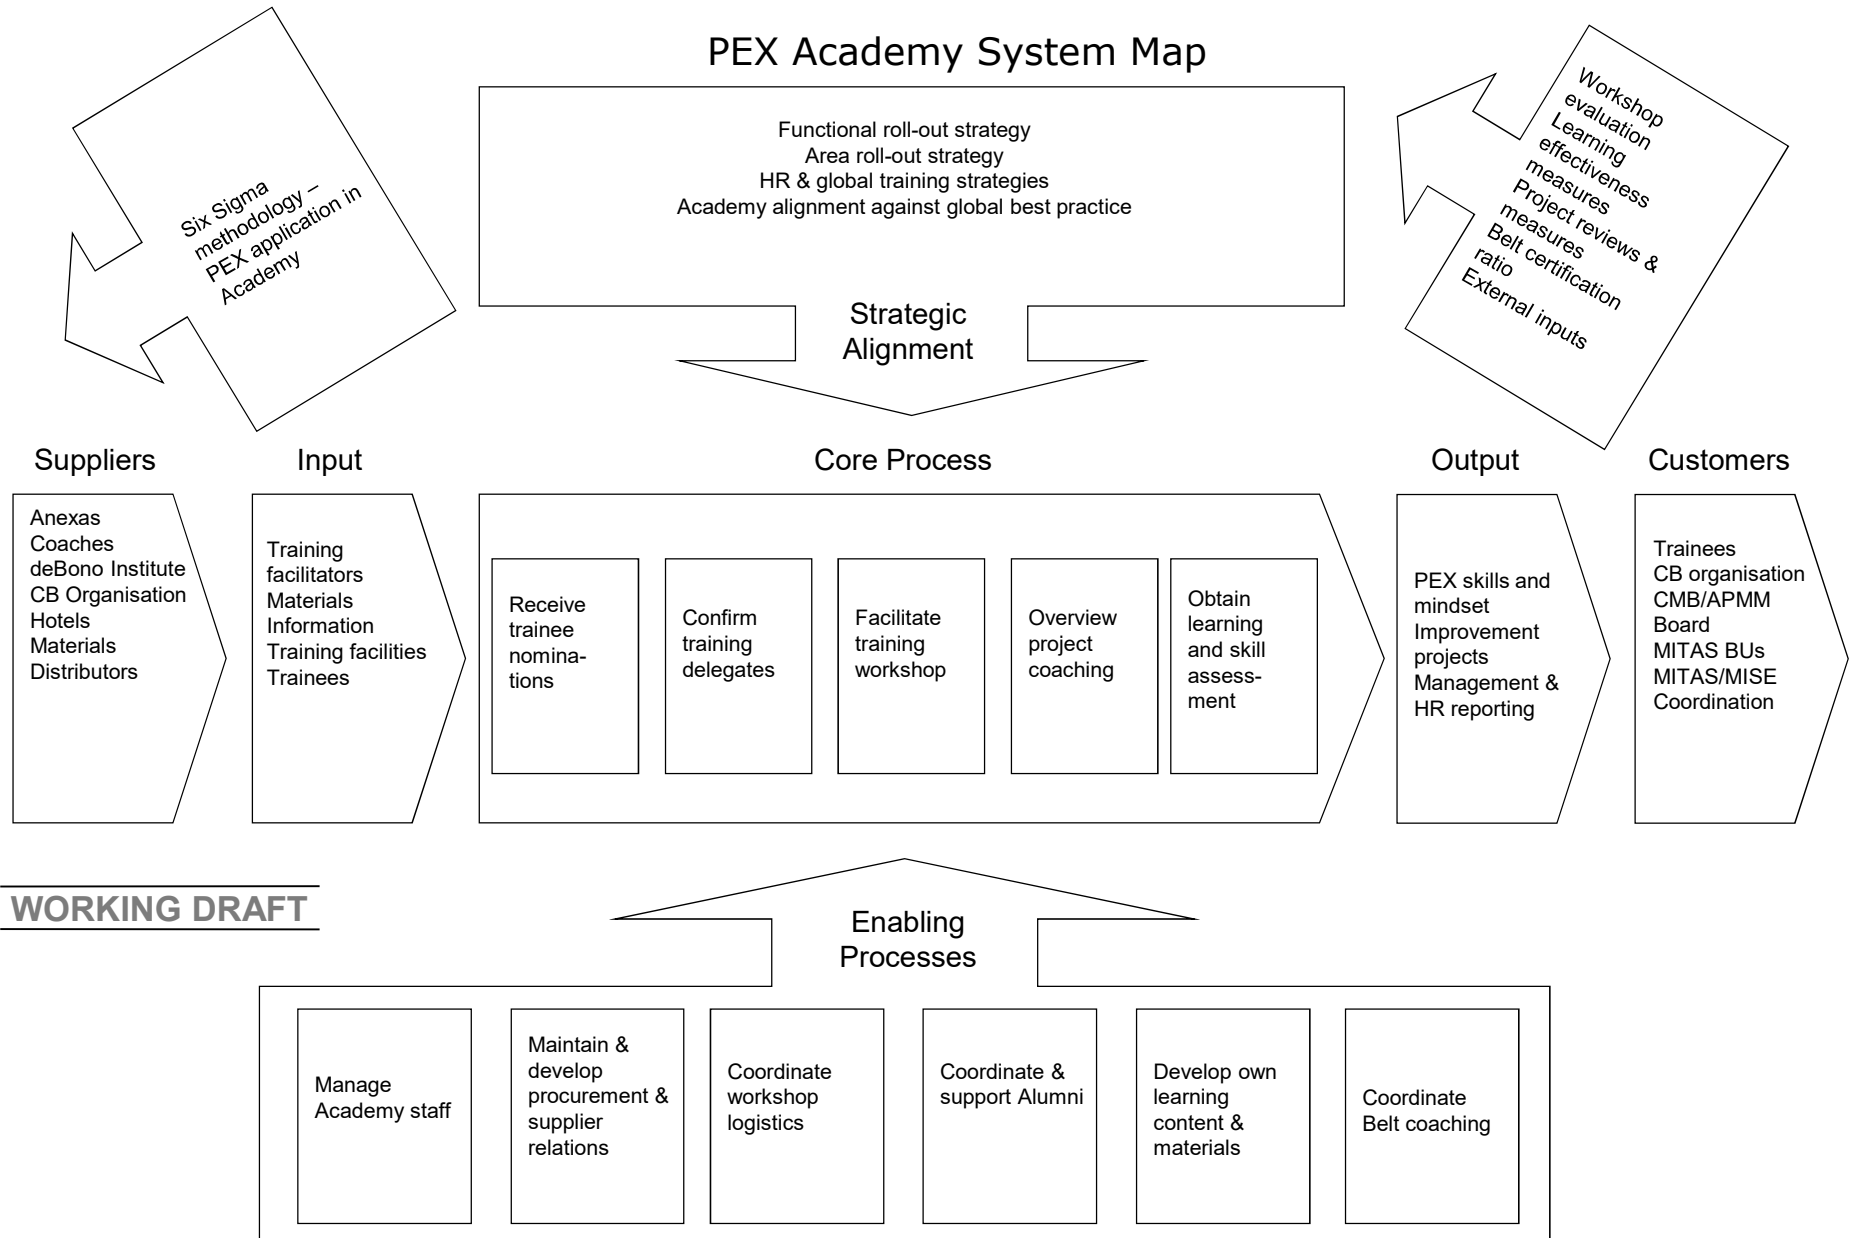 PEX Academy System Map
Six Sigma
methodology –
PEX application in
Academy
Functional roll-out strategy
Area roll-out strategy
HR & global training strategies
Academy alignment against global best practice
Strategic
Alignment
Workshop
evaluation
Learning
effectiveness
measures
Project reviews &
measures
Belt certification
ratio
External inputs
Suppliers
Input
Core Process
Output
Customers
Anexas
Coaches
deBono Institute
CB Organisation
Hotels
Materials
Distributors
Training
facilitators
Materials
Information
Training facilities
Trainees
Receive
trainee
nomina-
tions
Confirm
training
delegates
Facilitate
training
workshop
Overview
project
coaching
Obtain
learning
and skill
assess-
ment
PEX skills and
mindset
Improvement
projects
Management &
HR reporting
Trainees
CB organisation
CMB/APMM
Board
MITAS BUs
MITAS/MISE
Coordination
WORKING DRAFT
Enabling
Processes
Manage
Academy staff
Maintain &
develop
procurement &
supplier
relations
Coordinate
workshop
logistics
Coordinate &
support Alumni
Develop own
learning
content &
materials
Coordinate
Belt coaching